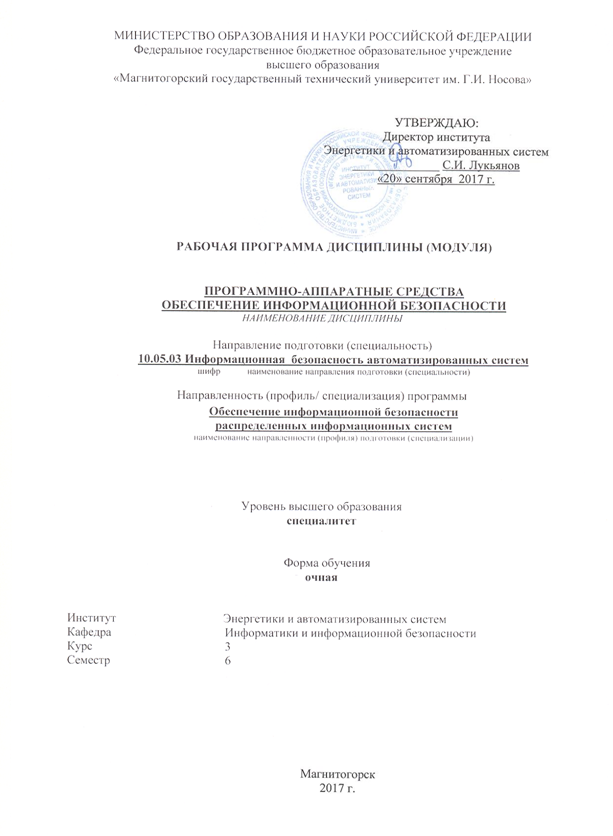 МИНИСТЕРСТВО ОБРАЗОВАНИЯ И НАУКИ РОССИЙСКОЙ ФЕДЕРАЦИИ
Федеральное государственное бюджетное образовательное учреждение
высшего образования
«Магнитогорский государственный технический университет им. Г.И. Носова»
УТВЕРЖДАЮ:
Директор института
Энергетики и автоматизированных систем
С.И. Лукьянов
«20» сентября 2017 г.
ЭНЕРГЕТИКИ
И АВТОМАТИЗИ
РОВАННЫХ
СИСТЕМ
РАБОЧАЯ ПРОГРАММА ДИСЦИПЛИНЫ (МОДУЛЯ)
ПРОГРАММНО-АППАРАТНЫЕ СРЕДСТВА
ОБЕСПЕЧЕНИЕ ИНФОРМАЦИОННОЙ БЕЗОПАСНОСТИ
НАИМЕНОВАНИЕ ДИСЦИПЛИНЫ
Направление подготовки (специальность)
10.05.03 Информационная безопасность автоматизированных систем
шифр наименование направления подготовки (специальности)
Направленность (профиль/ специализация) программы
Обеспечение информационной безопасности
распределенных информационных систем
наименование направленности (профиля) подготовки (специализации)
Уровень высшего образования
специалитет
Форма обучения
очная
Институт Энергетики и автоматизированных систем
Кафедра Информатики и информационной безопасности
Курс 3
Семестр 6
Магнитогорск
2017 г.